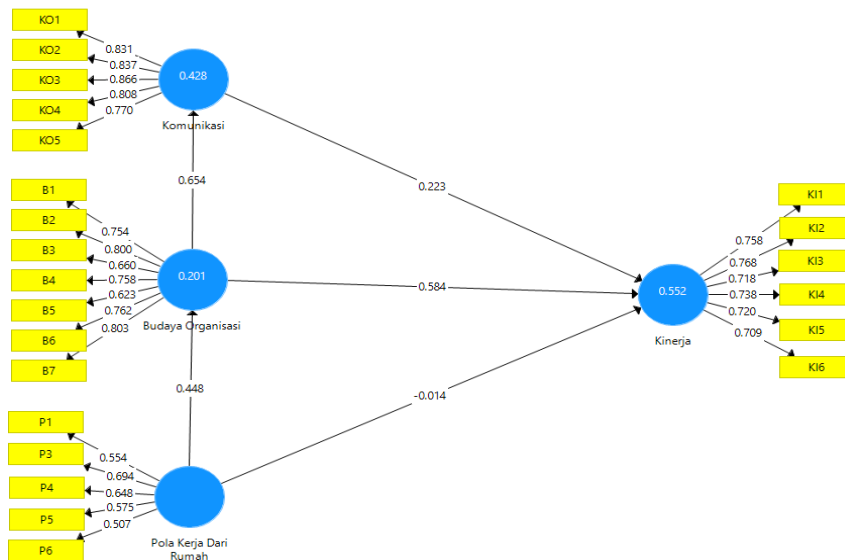 KO1
KO2
KO3
KO4
KO5
0.831
0.837
0.866
0.808
0.770
0.428
Komunikasi
0.654
0.223
B1
B2
B3
B4
B5
B6
B7
0.754
0.800
0.660
0.758
0.623
0.762
0.803
0.201
Budaya Organisasi
0.584
0.448
-0.014
P1
P3
P4
P5
P6
0.554
0.694
0.648
0.575
0.507
Pola Kerja Dari
Rumah
0.552
Kinerja
0.758
0.768
0.718
0.738
0.720
0.709
KI1
KI2
KI3
KI4
KI5
KI6